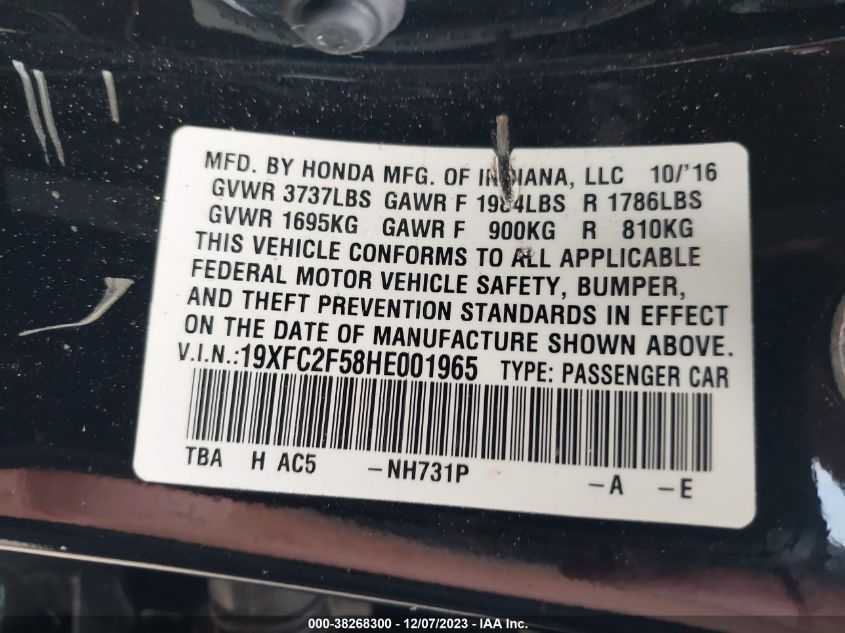 MFD. BY HONDA MFG. OF INDIANA, LLC 10/'16
GVWR 3737LBS GAWR F 1984LBS R 1786LBS
GVWR 1695KG GAWR F 900KG R 810KG
THIS VEHICLE CONFORMS TO ALL APPLICABLE
FEDERAL MOTOR VEHICLE SAFETY, BUMPER,
AND THEFT PREVENTION STANDARDS IN EFFECT
ON THE DATE OF MANUFACTURE SHOWN ABOVE.
V.I.N.:19XFC2F58HE001965 TYPE: PASSENGER CAR
TBA H AC5 -NH731P -A -E
000-38268300 - 12/07/2023 - IAA Inc.